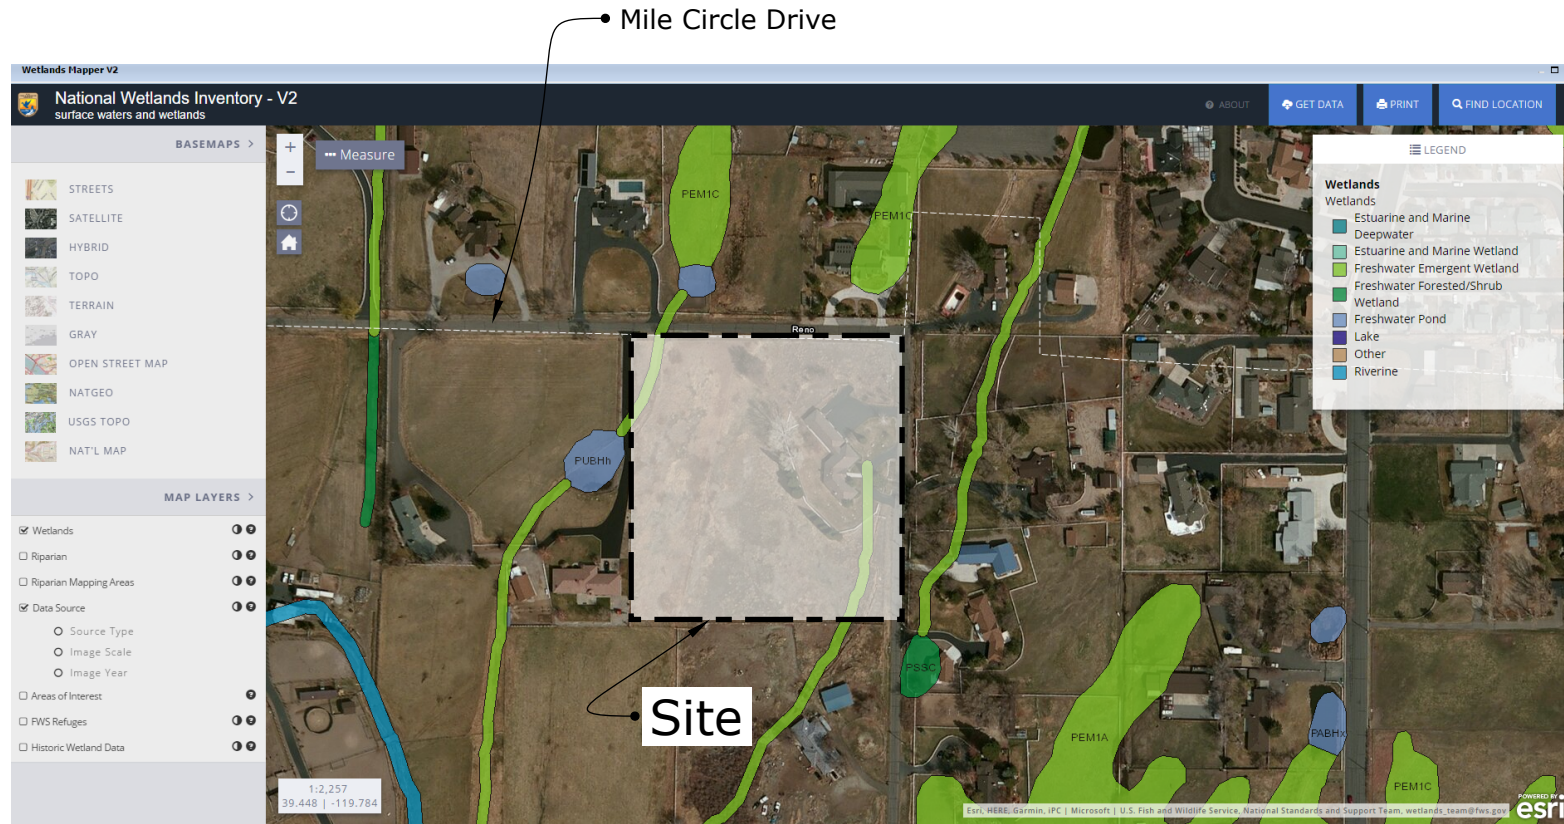 Mile Circle Drive
Wetlands Mapper V2
National Wetlands Inventory - V2
surface waters and wetlands
ABOUT
GET DATA
PRINT
FIND LOCATION
BASEMAPS >
STREETS
SATELLITE
HYBRID
TOPO
TERRAIN
GRAY
OPEN STREET MAP
NATGEO
USGS TOPO
NAT'L MAP
MAP LAYERS >
Wetlands
Riparian
Riparian Mapping Areas
Data Source
Source Type
Image Scale
Image Year
Areas of Interest
FWS Refuges
Historic Wetland Data
+
−
Measure
PEM1C
PEM1C
Reno
PUBHh
PSSC
PEM1A
PABHx
PEM1C
Site
LEGEND
Wetlands
Wetlands
Estuarine and Marine
Deepwater
Estuarine and Marine Wetland
Freshwater Emergent Wetland
Freshwater Forested/Shrub
Wetland
Freshwater Pond
Lake
Other
Riverine
1:2,257
39.448 | -119.784
Esri, HERE, Garmin, iPC | Microsoft | U.S. Fish and Wildlife Service, National Standards and Support Team, wetlands_team@fws.gov
POWERED BY
esri